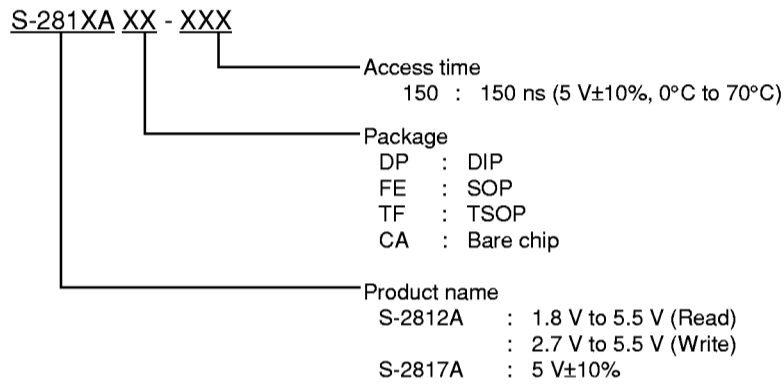 S-281XA XX - XXX
Access time
150 : 150 ns (5 V±10%, 0°C to 70°C)
Package
DP : DIP
FE : SOP
TF : TSOP
CA : Bare chip
Product name
S-2812A : 1.8 V to 5.5 V (Read)
: 2.7 V to 5.5 V (Write)
S-2817A : 5 V±10%